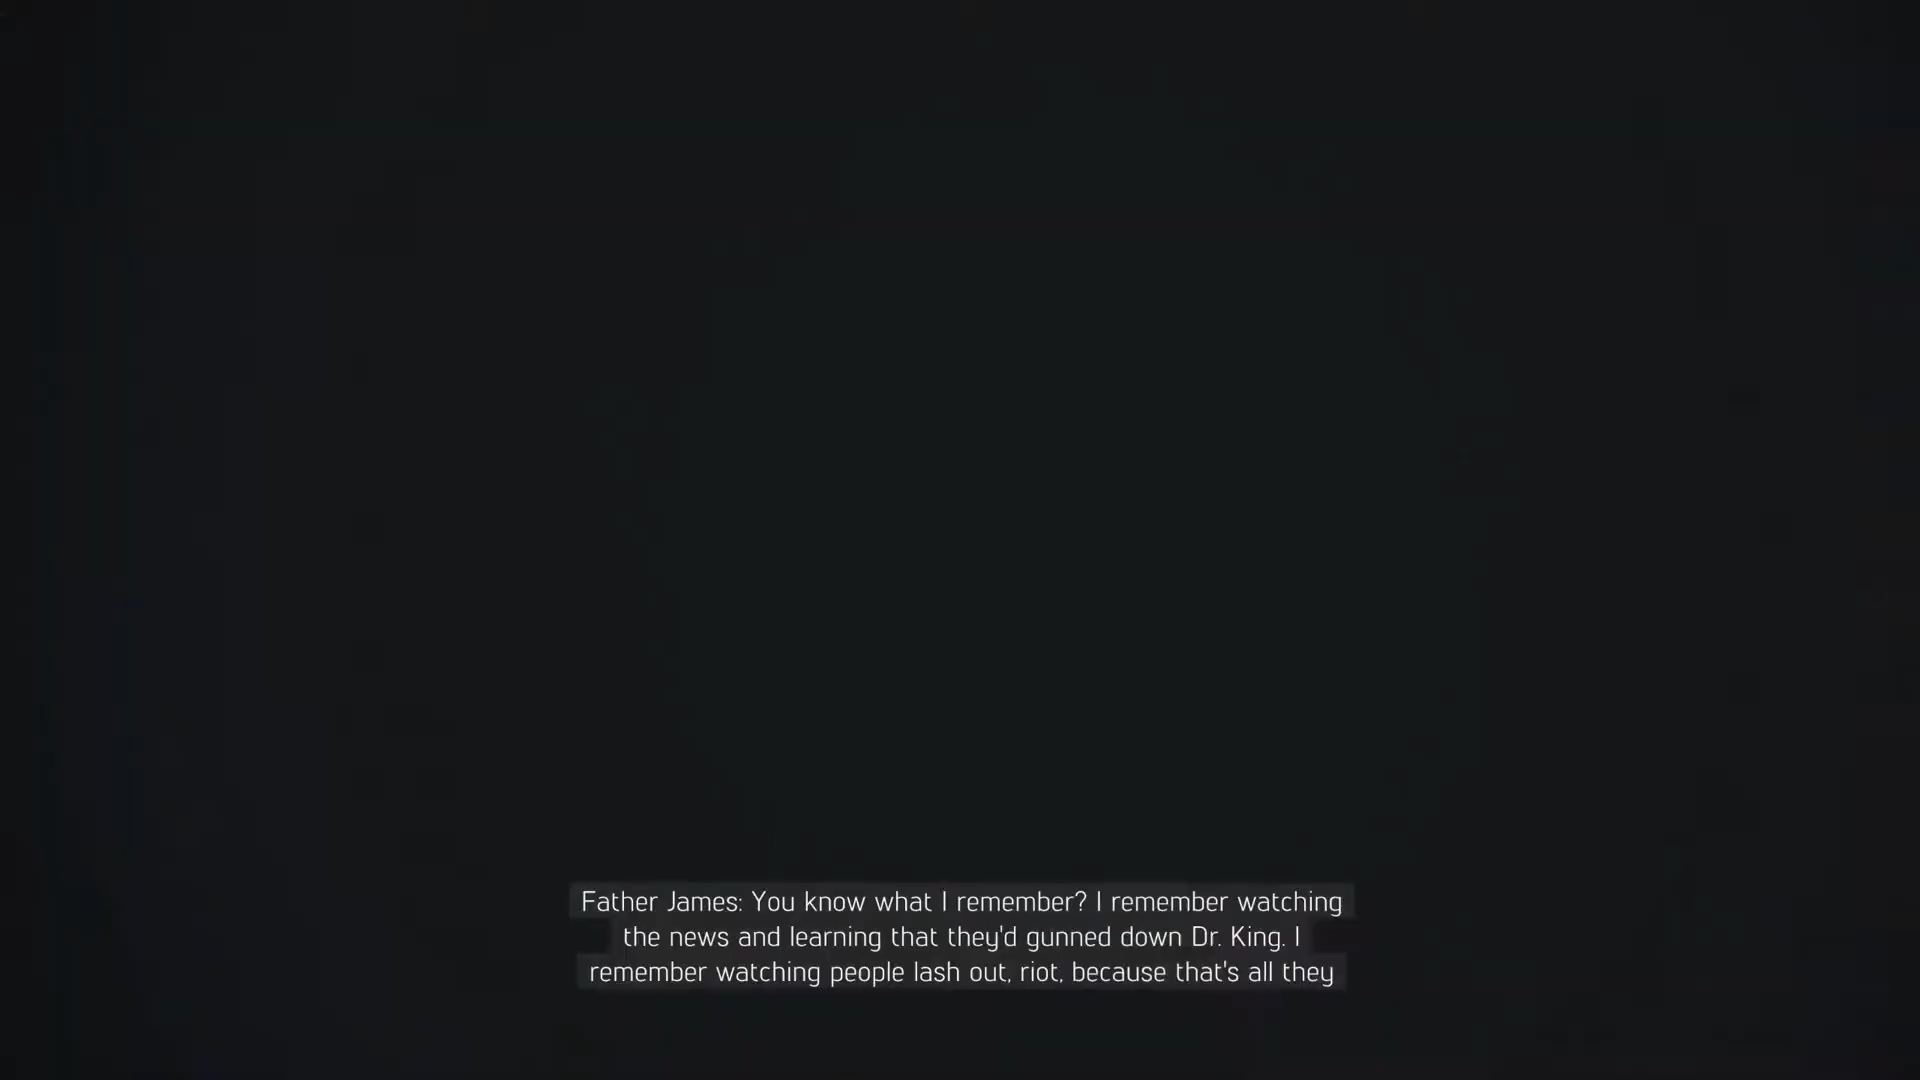 Father James: You know what I remember? I remember watching
the news and learning that they'd gunned down Dr. King. I
remember watching people lash out, riot, because that's all they